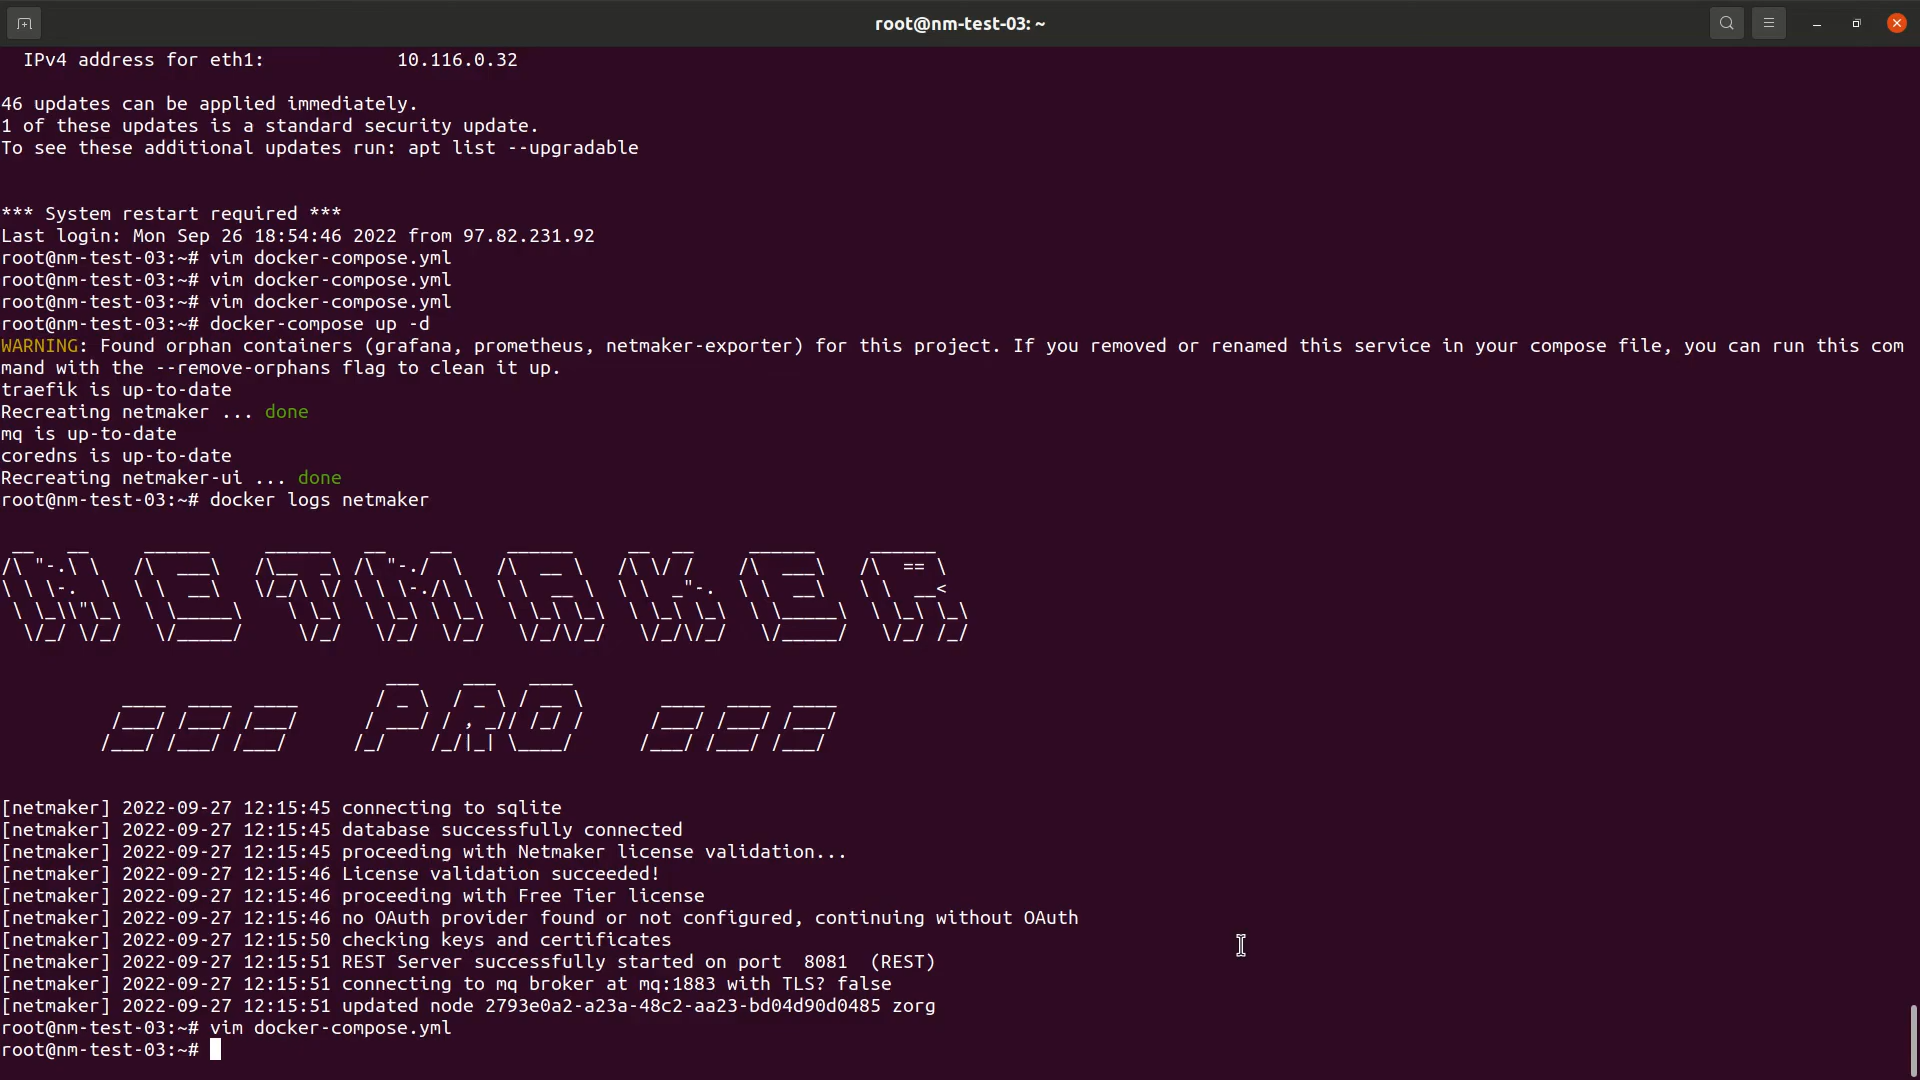 root@nm-test-03: ~
  IPv4 address for eth1:            10.116.0.32
46 updates can be applied immediately.
1 of these updates is a standard security update.
To see these additional updates run: apt list --upgradable
*** System restart required ***
Last login: Mon Sep 26 18:54:46 2022 from 97.82.231.92
root@nm-test-03:~# vim docker-compose.yml
root@nm-test-03:~# vim docker-compose.yml
root@nm-test-03:~# vim docker-compose.yml
root@nm-test-03:~# docker-compose up -d
WARNING: Found orphan containers (grafana, prometheus, netmaker-exporter) for this project. If you removed or renamed this service in your compose file, you can run this com
mand with the --remove-orphans flag to clean it up.
traefik is up-to-date
Recreating netmaker ... done
mq is up-to-date
coredns is up-to-date
Recreating netmaker-ui ... done
root@nm-test-03:~# docker logs netmaker
NETMAKER
PRO
[netmaker] 2022-09-27 12:15:45 connecting to sqlite
[netmaker] 2022-09-27 12:15:45 database successfully connected
[netmaker] 2022-09-27 12:15:45 proceeding with Netmaker license validation...
[netmaker] 2022-09-27 12:15:46 License validation succeeded!
[netmaker] 2022-09-27 12:15:46 proceeding with Free Tier license
[netmaker] 2022-09-27 12:15:46 no OAuth provider found or not configured, continuing without OAuth
[netmaker] 2022-09-27 12:15:50 checking keys and certificates
[netmaker] 2022-09-27 12:15:51 REST Server successfully started on port  8081  (REST)
[netmaker] 2022-09-27 12:15:51 connecting to mq broker at mq:1883 with TLS? false
[netmaker] 2022-09-27 12:15:51 updated node 2793e0a2-a23a-48c2-aa23-bd04d90d0485 zorg
root@nm-test-03:~# vim docker-compose.yml
root@nm-test-03:~#